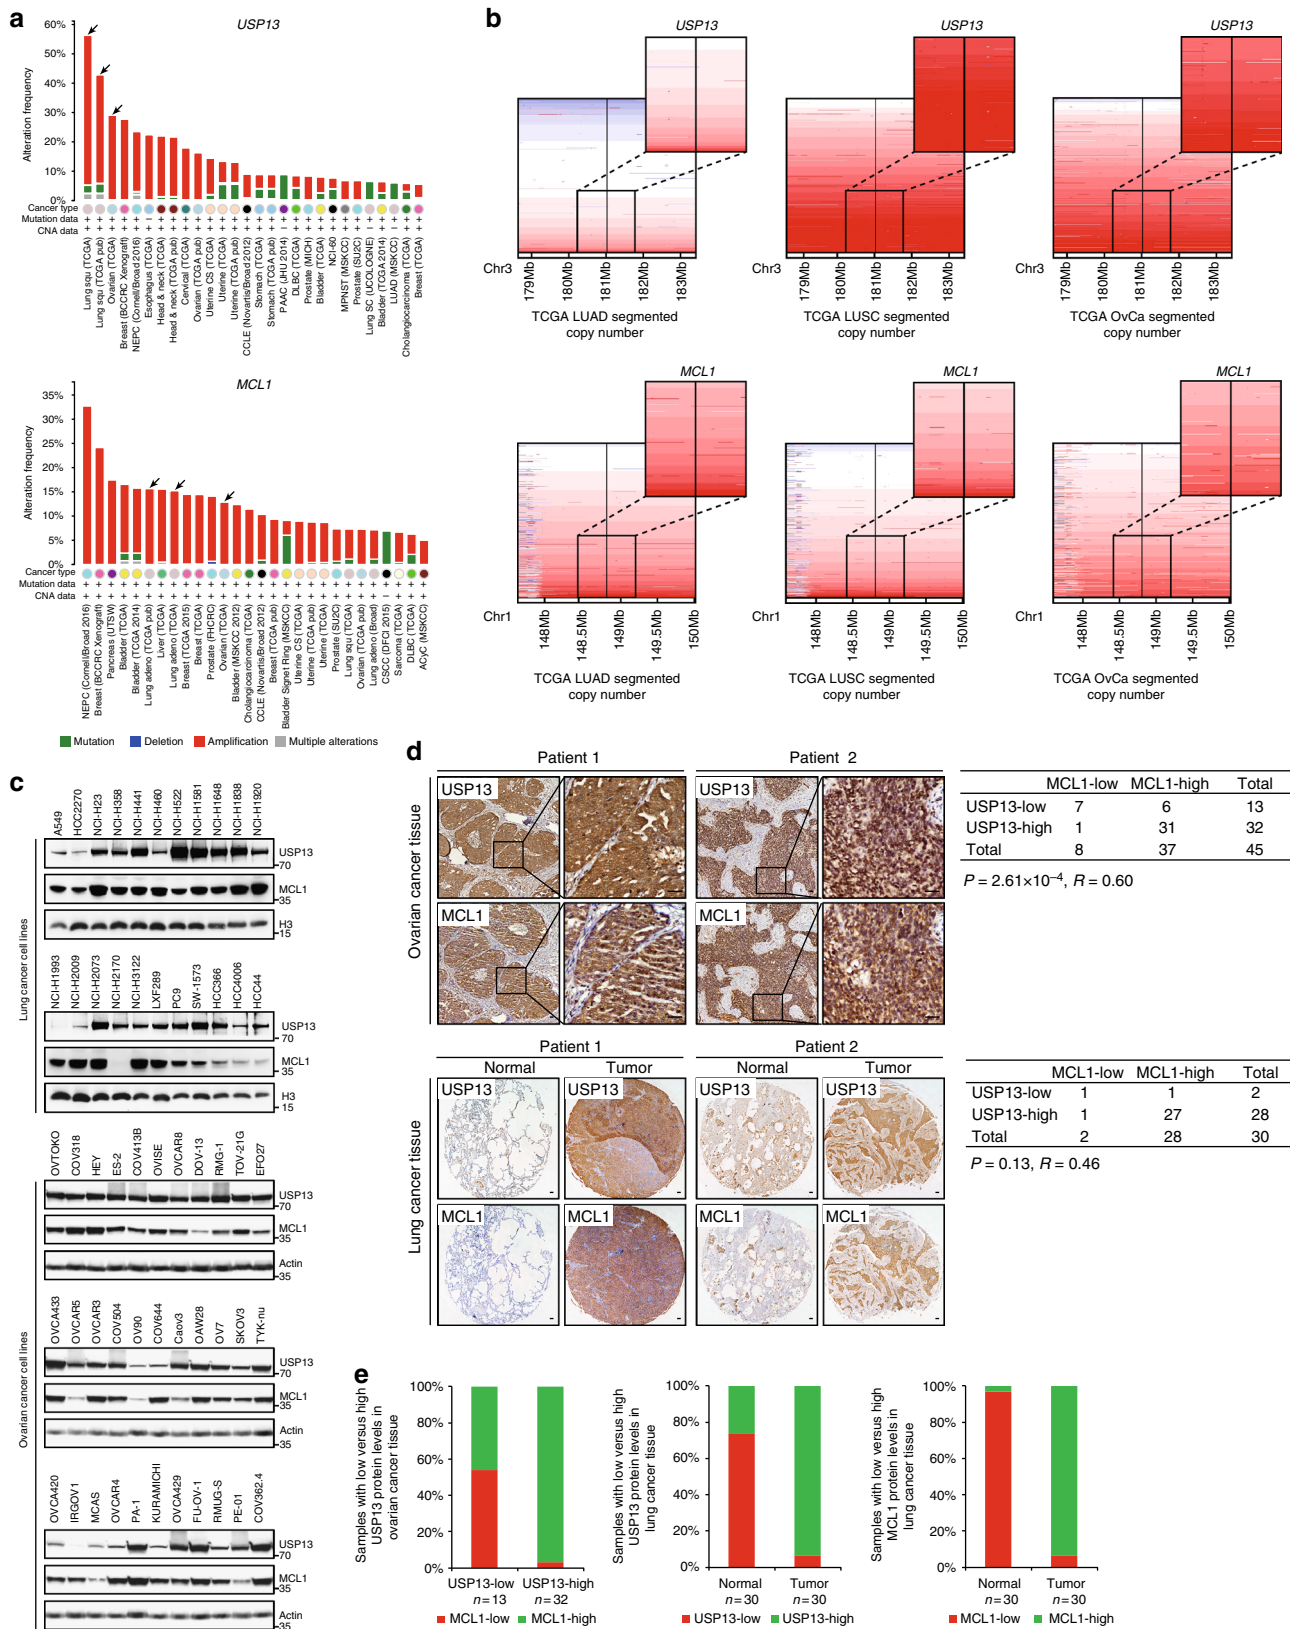 a
USP13
60%
50%
40%
30%
20%
10%
0%
Alteration frequency
Cancer type
Mutation data
CNA data
Lung squ (TCGA)
Lung squ (TCGA pub)
Ovarian (TCGA)
Breast (BCCRC Xenograft)
NEPC (Cornell/Broad 2016)
Esophagus (TCGA)
Head & neck (TCGA)
Head & neck (TCGA pub)
Cervical (TCGA)
Ovarian (TCGA pub)
Uterine CS (TCGA)
Uterine (TCGA)
Uterine (TCGA pub)
CCLE (Novartis/Broad 2012)
Stomach (TCGA)
Stomach (TCGA pub)
PAAC (JHU 2014)
DLBC (TCGA)
Prostate (MICH)
Bladder (TCGA)
NCI-60
MPNST (MSKCC)
Prostate (SU2C)
Lung SC (UCOLOGNE)
Bladder (TCGA 2014)
LUAD (MSKCC)
Cholangiocarcinoma (TCGA)
Breast (TCGA)
MCL1
35%
30%
25%
20%
15%
10%
5%
0%
Alteration frequency
Cancer type
Mutation data
CNA data
NEPC (Cornell/Broad 2016)
Breast (BCCRC Xenograft)
Pancreas (UTSW)
Bladder (TCGA)
Bladder (TCGA 2014)
Lung adeno (TCGA pub)
Liver (TCGA)
Lung adeno (TCGA)
Breast (TCGA 2015)
Breast (TCGA)
Prostate (FHCRC)
Ovarian (TCGA)
Bladder (MSKCC 2012)
Cholangiocarcinoma (TCGA)
CCLE (Novartis/Broad 2012)
Breast (TCGA pub)
Bladder Signet Ring (MSKCC)
Uterine CS (TCGA)
Uterine (TCGA pub)
Uterine (TCGA)
Prostate (SU2C)
Lung squ (TCGA)
Ovarian (TCGA pub)
Lung adeno (Broad)
CSCC (DFCI 2015)
Sarcoma (TCGA)
DLBC (TCGA)
ACyC (MSKCC)
Mutation Deletion Amplification Multiple alterations
b
USP13 USP13 USP13
Chr3 Chr3 Chr3
179Mb 180Mb 181Mb 182Mb 183Mb
179Mb 180Mb 181Mb 182Mb 183Mb
179Mb 180Mb 181Mb 182Mb 183Mb
TCGA LUAD segmented copy number
TCGA LUSC segmented copy number
TCGA OvCa segmented copy number
MCL1 MCL1 MCL1
Chr1 Chr1 Chr1
148Mb 148.5Mb 149Mb 149.5Mb 150Mb
148Mb 148.5Mb 149Mb 149.5Mb 150Mb
148Mb 148.5Mb 149Mb 149.5Mb 150Mb
TCGA LUAD segmented copy number
TCGA LUSC segmented copy number
TCGA OvCa segmented copy number
c
Lung cancer cell lines
A549 HCC2270 NCI-H23 NCI-H358 NCI-H441 NCI-H460 NCI-H522 NCI-H1581 NCI-H1648 NCI-H1838 NCI-H1920
USP13
70
MCL1
35
H3
15
NCI-H1993 NCI-H2009 NCI-H2073 NCI-H2170 NCI-H3122 LXF289 PC9 SW-1573 HCC366 HCC4006 HCC44
USP13
70
MCL1
35
H3
15
Ovarian cancer cell lines
OVTOKO COV318 HEY ES-2 COV413B OVISE OVCAR8 DOV-13 RMG-1 TOV-21G EFO27
USP13
70
MCL1
35
Actin
35
OVCA433 OVCAR5 OVCAR3 COV504 OV90 COV644 Caov3 OAW28 OV7 SKOV3 TYK-nu
USP13
70
MCL1
35
Actin
35
OVCA420 IRGOV1 MCAS OVCAR4 PA-1 KURAMICHI OVCA429 FU-OV-1 RMUG-S PE-01 COV362.4
USP13
70
MCL1
35
Actin
35
d
Patient 1 Patient 2
Ovarian cancer tissue
USP13 USP13
MCL1 MCL1
MCL1-low MCL1-high Total
USP13-low 7 6 13
USP13-high 1 31 32
Total 8 37 45
P = 2.61×10−4, R = 0.60
Patient 1 Patient 2
Normal Tumor Normal Tumor
Lung cancer tissue
USP13 USP13 USP13 USP13
MCL1 MCL1 MCL1 MCL1
MCL1-low MCL1-high Total
USP13-low 1 1 2
USP13-high 1 27 28
Total 2 28 30
P = 0.13, R = 0.46
e
Samples with low versus high USP13 protein levels in ovarian cancer tissue
100%
80%
60%
40%
20%
0%
USP13-low USP13-high
n=13 n=32
MCL1-low MCL1-high
Samples with low versus high USP13 protein levels in lung cancer tissue
100%
80%
60%
40%
20%
0%
Normal Tumor
n=30 n=30
USP13-low USP13-high
Samples with low versus high MCL1 protein levels in lung cancer tissue
100%
80%
60%
40%
20%
0%
Normal Tumor
n=30 n=30
MCL1-low MCL1-high